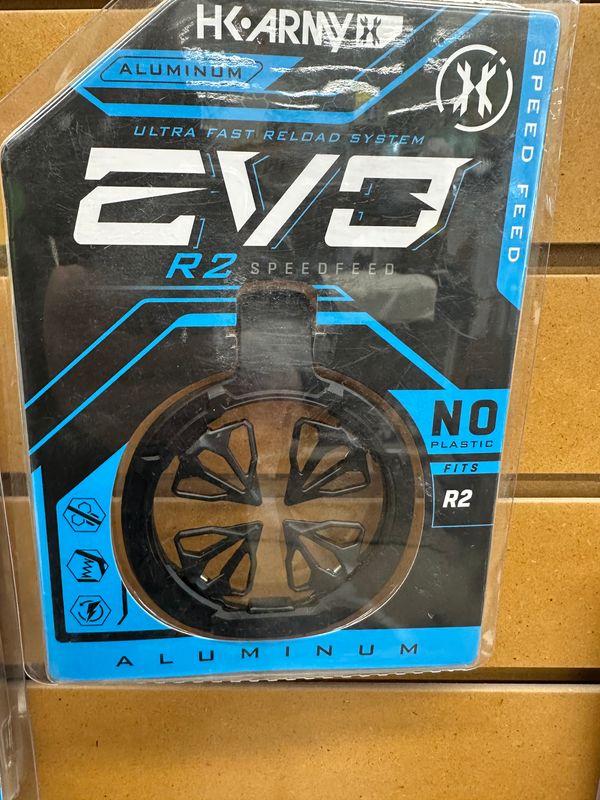 HK·ARMY
ALUMINUM
SPEED FEED
ULTRA FAST RELOAD SYSTEM
EVO
R2 SPEEDFEED
NO
PLASTIC
FITS
R2
ALUMINUM